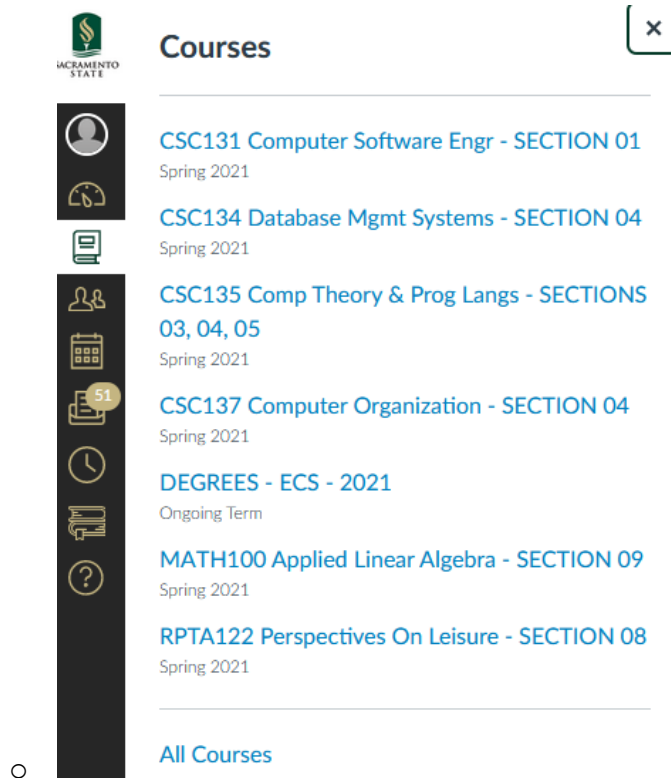 SACRAMENTO
STATE
Courses
CSC131 Computer Software Engr - SECTION 01
Spring 2021
CSC134 Database Mgmt Systems - SECTION 04
Spring 2021
CSC135 Comp Theory & Prog Langs - SECTIONS
03, 04, 05
Spring 2021
51
CSC137 Computer Organization - SECTION 04
Spring 2021
DEGREES - ECS - 2021
Ongoing Term
MATH100 Applied Linear Algebra - SECTION 09
Spring 2021
RPTA122 Perspectives On Leisure - SECTION 08
Spring 2021
All Courses